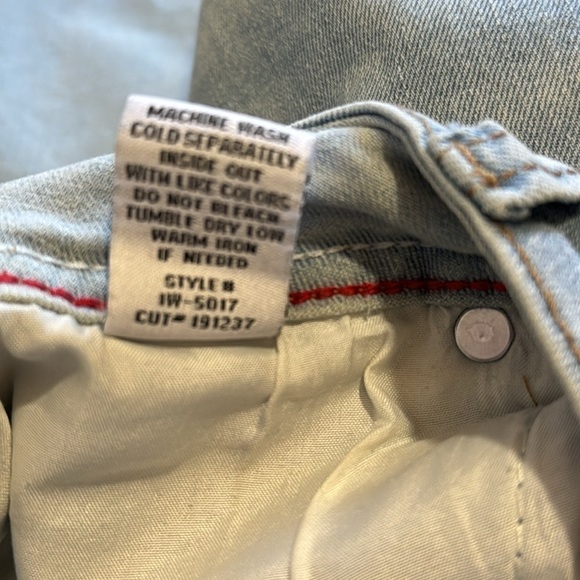 MACHINE WASH
COLD SEPARATELY
INSIDE OUT
WITH LIKE COLORS
DO NOT BLEACH
TUMBLE DRY LOW
WARM IRON
IF NEEDED
STYLE #
1W-5017
CUT# 191237